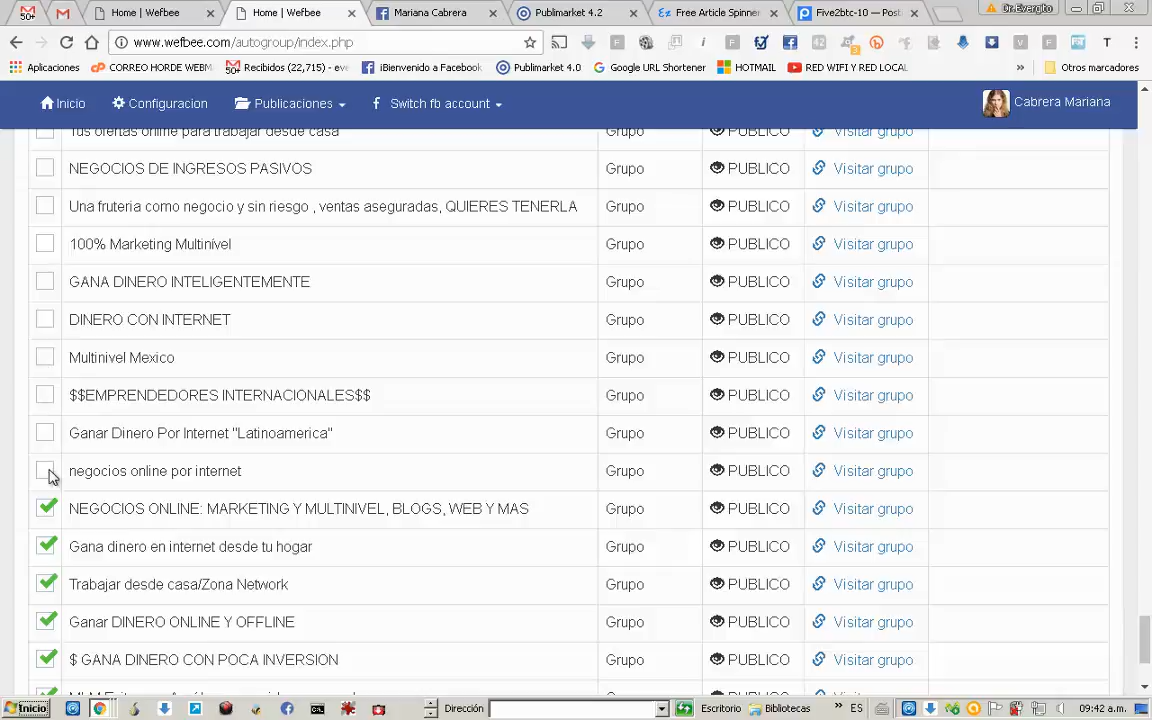 50+
Home | Wefbee
Home | Wefbee
Mariana Cabrera
Publimarket 4.2
Free Article Spinner
Five2btc-10 — Post
Dr.Evergito
www.wefbee.com/autogroup/index.php
Aplicaciones
CORREO HORDE WEBM
Recibidos (22,715) - eve
iBienvenido a Facebook
Publimarket 4.0
Google URL Shortener
HOTMAIL
RED WIFI Y RED LOCAL
»
Otros marcadores
Inicio
Configuracion
Publicaciones
Switch fb account
Cabrera Mariana
Tus ofertas online para trabajar desde casa Grupo PUBLICO Visitar grupo
NEGOCIOS DE INGRESOS PASIVOS Grupo PUBLICO Visitar grupo
Una fruteria como negocio y sin riesgo , ventas aseguradas, QUIERES TENERLA Grupo PUBLICO Visitar grupo
100% Marketing Multinível Grupo PUBLICO Visitar grupo
GANA DINERO INTELIGENTEMENTE Grupo PUBLICO Visitar grupo
DINERO CON INTERNET Grupo PUBLICO Visitar grupo
Multinivel Mexico Grupo PUBLICO Visitar grupo
$$EMPRENDEDORES INTERNACIONALES$$ Grupo PUBLICO Visitar grupo
Ganar Dinero Por Internet "Latinoamerica" Grupo PUBLICO Visitar grupo
negocios online por internet Grupo PUBLICO Visitar grupo
NEGOCIOS ONLINE: MARKETING Y MULTINIVEL, BLOGS, WEB Y MAS Grupo PUBLICO Visitar grupo
Gana dinero en internet desde tu hogar Grupo PUBLICO Visitar grupo
Trabajar desde casa/Zona Network Grupo PUBLICO Visitar grupo
Ganar DINERO ONLINE Y OFFLINE Grupo PUBLICO Visitar grupo
$ GANA DINERO CON POCA INVERSION Grupo PUBLICO Visitar grupo
Inicio
Dirección
Escritorio
Bibliotecas
»
ES
09:42 a.m.